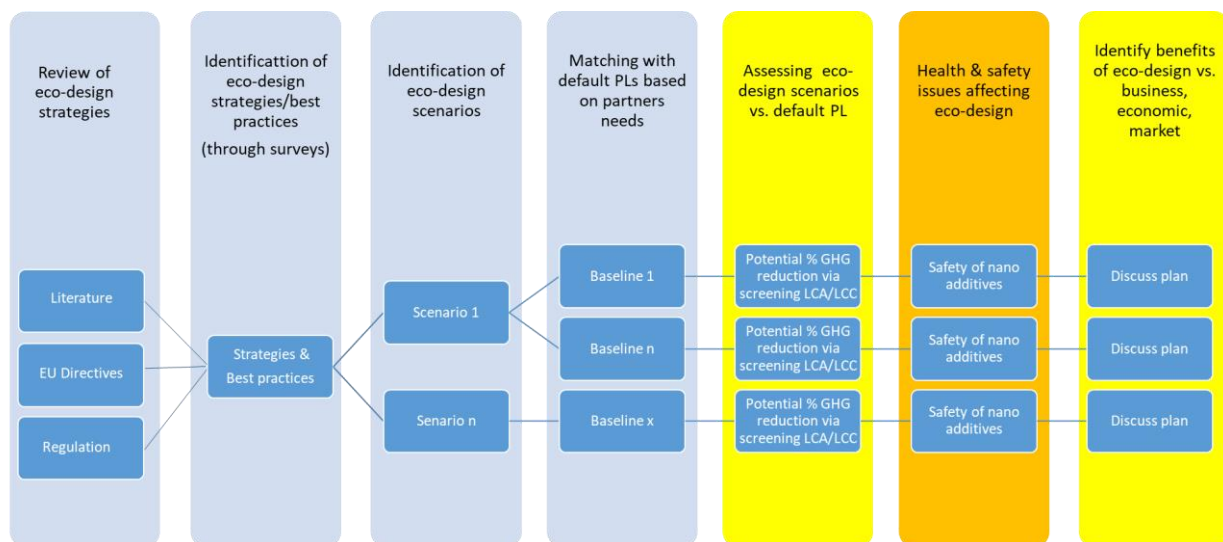 Review of
eco-design
strategies
Identificattion of
eco-design
strategies/best
practices
(through surveys)
Identification of
eco-design
scenarios
Matching with
default PLs based
on partners
needs
Assessing eco-
design scenarios
vs. default PL
Health & safety
issues affecting
eco-design
Identify benefits
of eco-design vs.
business,
economic,
market
Literature
EU Directives
Regulation
Strategies &
Best practices
Scenario 1
Senario n
Baseline 1
Baseline n
Baseline x
Potential % GHG
reduction via
screening LCA/LCC
Potential % GHG
reduction via
screening LCA/LCC
Potential % GHG
reduction via
screening LCA/LCC
Safety of nano
additives
Safety of nano
additives
Safety of nano
additives
Discuss plan
Discuss plan
Discuss plan